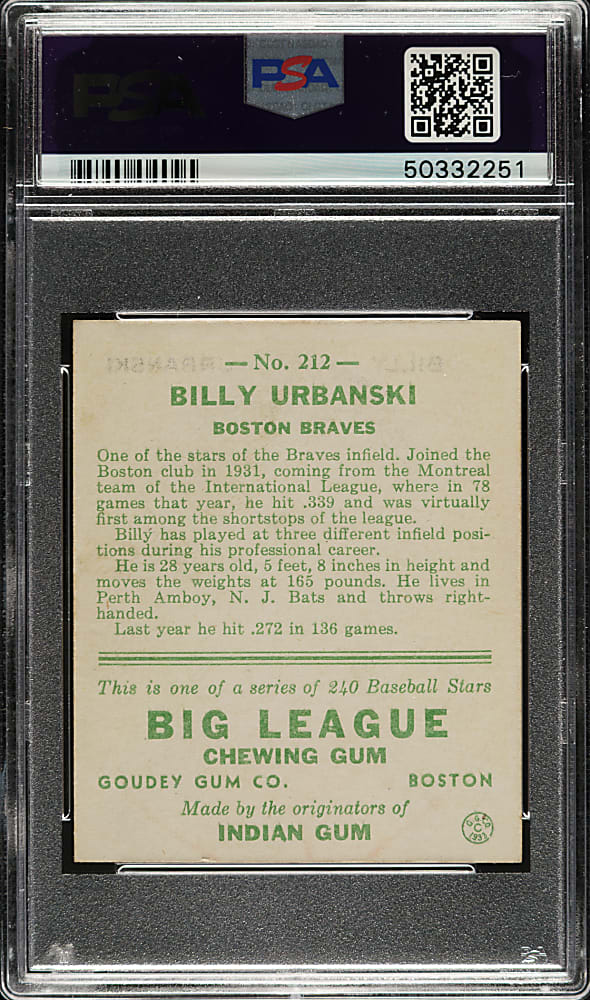 PSA
PSA
50332251
— No. 212 —
BILLY URBANSKI
BOSTON BRAVES
One of the stars of the Braves infield. Joined the
Boston club in 1931, coming from the Montreal
team of the International League, where in 78
games that year, he hit .339 and was virtually
first among the shortstops of the league.
Billy has played at three different infield posi-
tions during his professional career.
He is 28 years old, 5 feet, 8 inches in height and
moves the weights at 165 pounds. He lives in
Perth Amboy, N. J. Bats and throws right-
handed.
Last year he hit .272 in 136 games.
This is one of a series of 240 Baseball Stars
BIG LEAGUE
CHEWING GUM
GOUDEY GUM CO. BOSTON
Made by the originators of
INDIAN GUM
C
1933
PSA